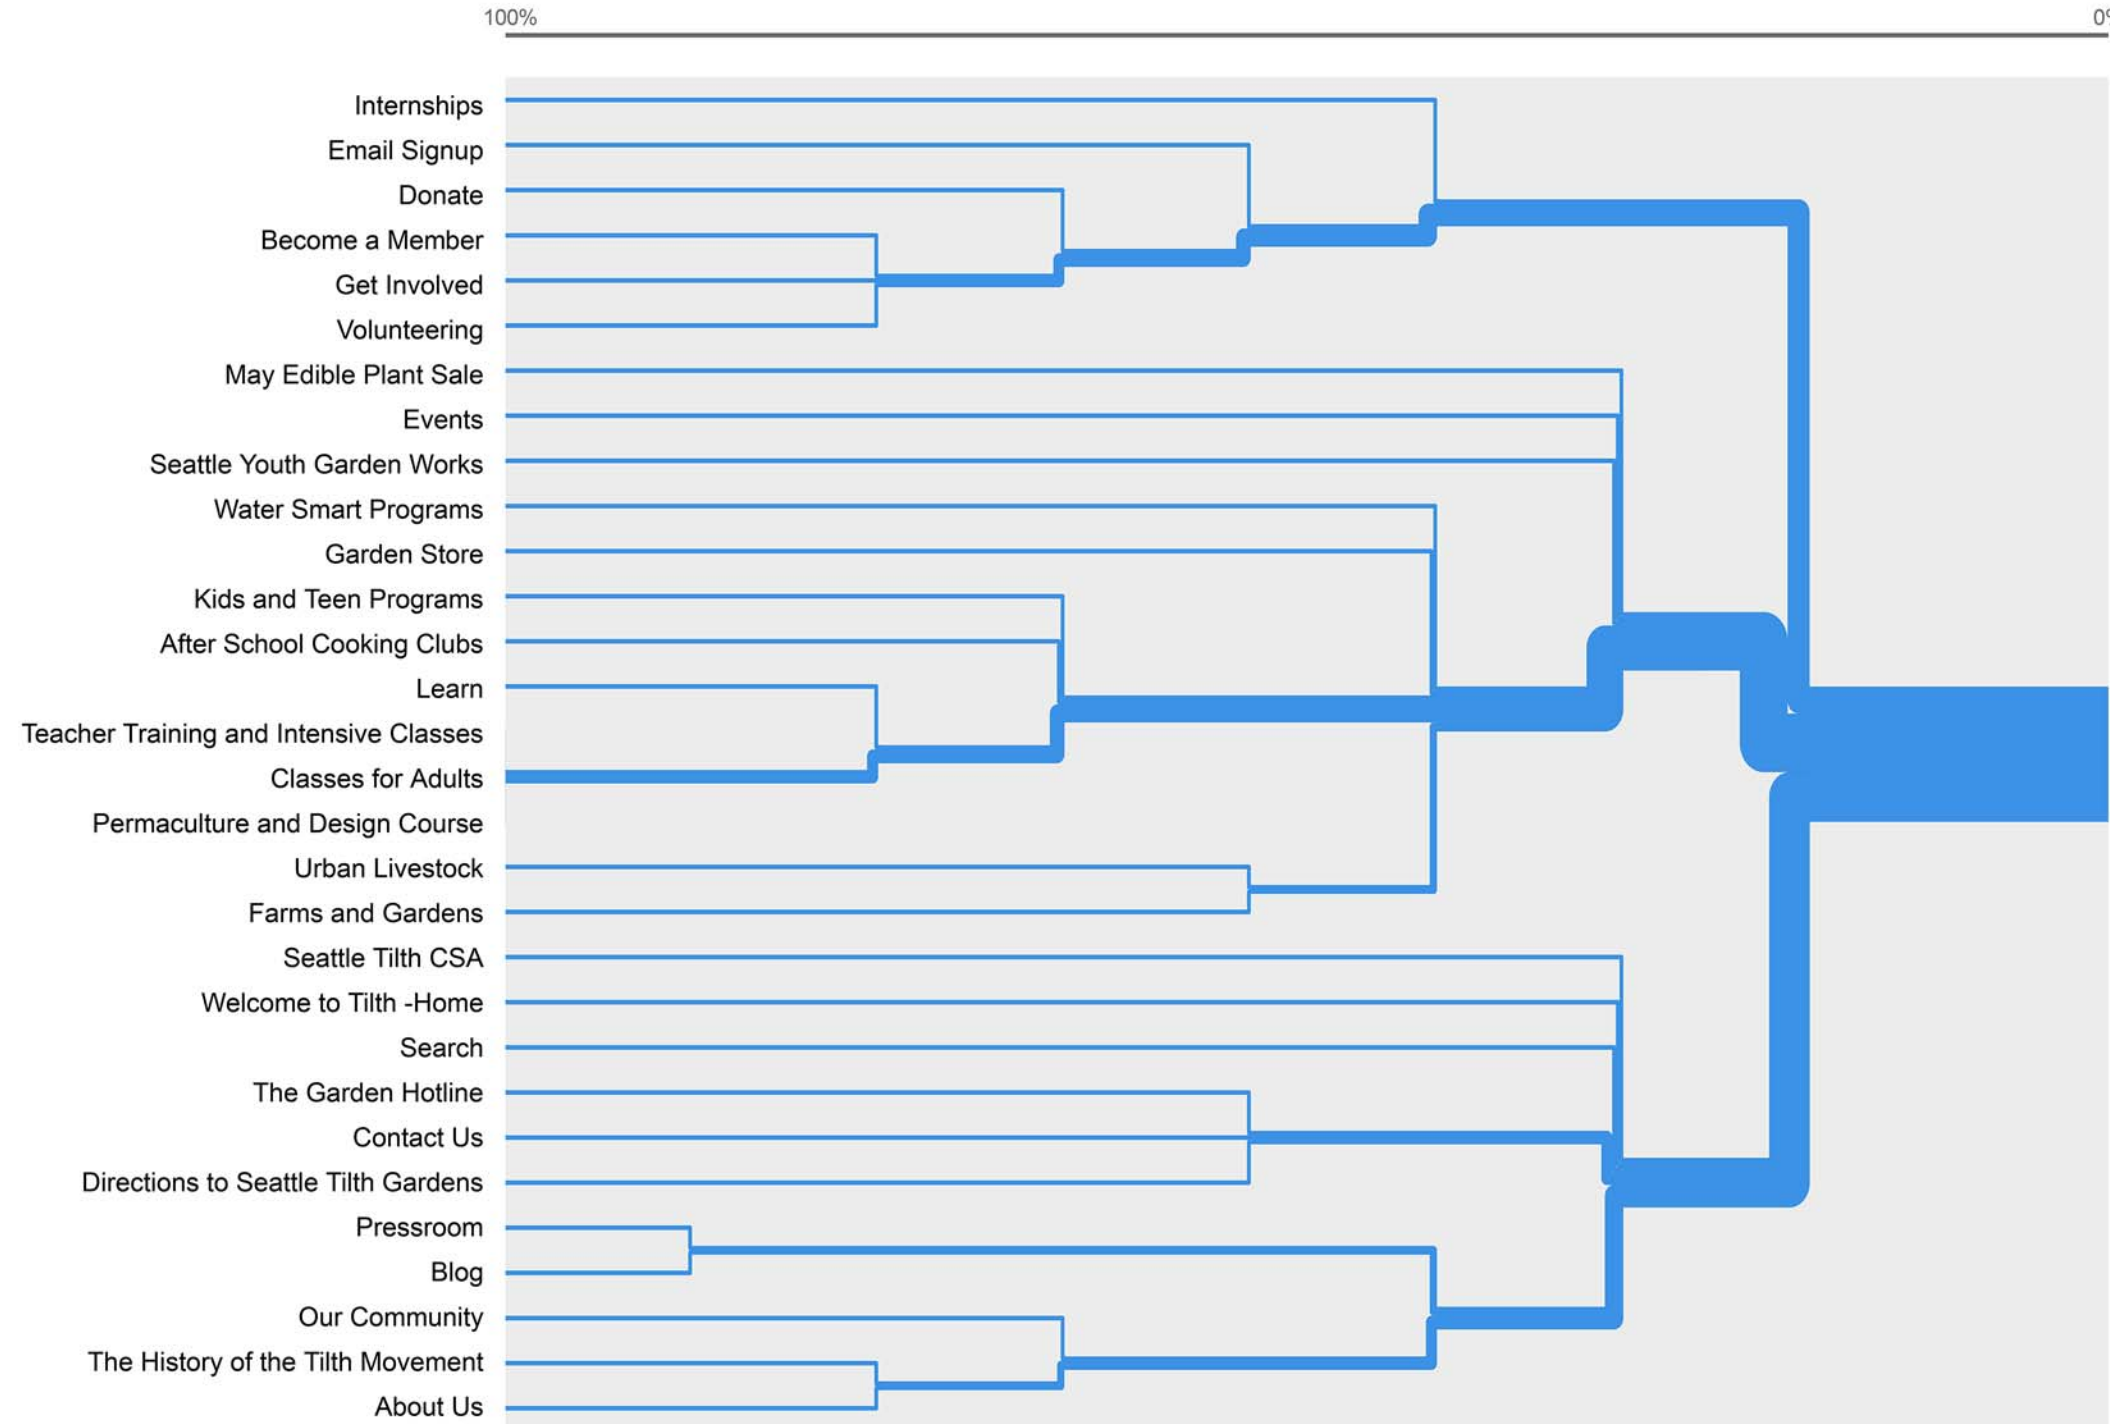 100% 0%
Internships
Email Signup
Donate
Become a Member
Get Involved
Volunteering
May Edible Plant Sale
Events
Seattle Youth Garden Works
Water Smart Programs
Garden Store
Kids and Teen Programs
After School Cooking Clubs
Learn
Teacher Training and Intensive Classes
Classes for Adults
Permaculture and Design Course
Urban Livestock
Farms and Gardens
Seattle Tilth CSA
Welcome to Tilth -Home
Search
The Garden Hotline
Contact Us
Directions to Seattle Tilth Gardens
Pressroom
Blog
Our Community
The History of the Tilth Movement
About Us